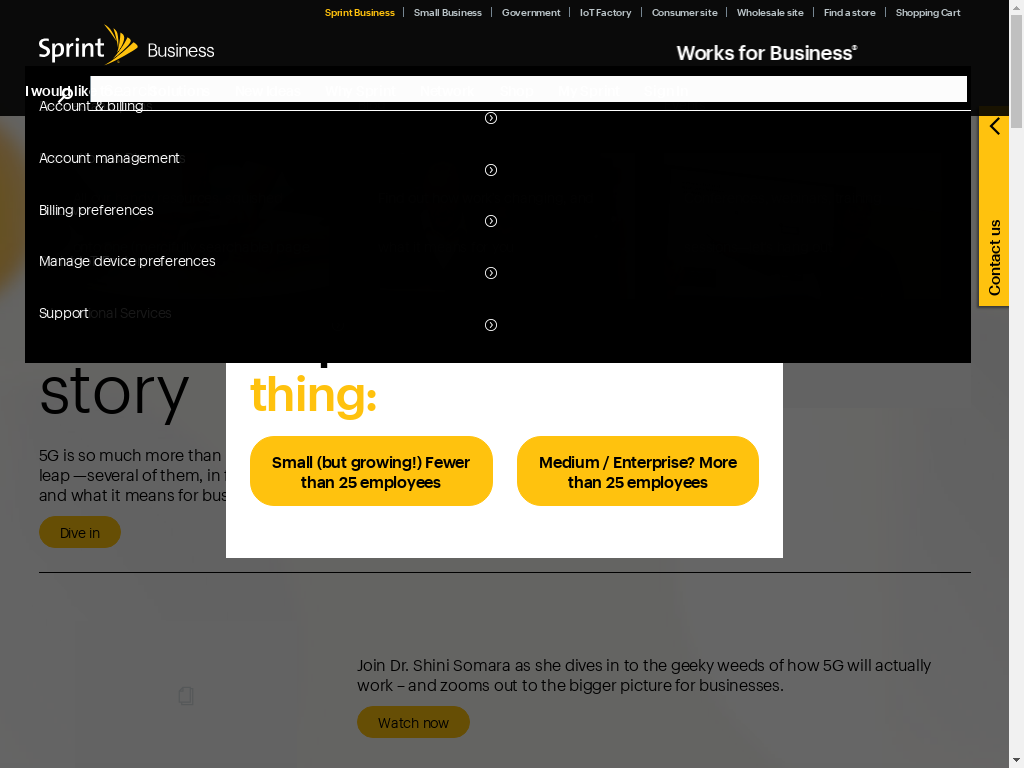 Sprint Business
Small Business
Government
IoT Factory
Consumer site
Wholesale site
Find a store
Shopping Cart
Sprint Business
Works for Business®
I would like
Account & billing
Account management
Billing preferences
Manage device preferences
Support
Contact us
story
thing:
5G is so much more than
leap —several of them, in
and what it means for
Small (but growing!) Fewer
than 25 employees
Medium / Enterprise? More
than 25 employees
Dive in
Join Dr. Shini Somara as she dives in to the geeky weeds of how 5G will actually
work – and zooms out to the bigger picture for businesses.
Watch now